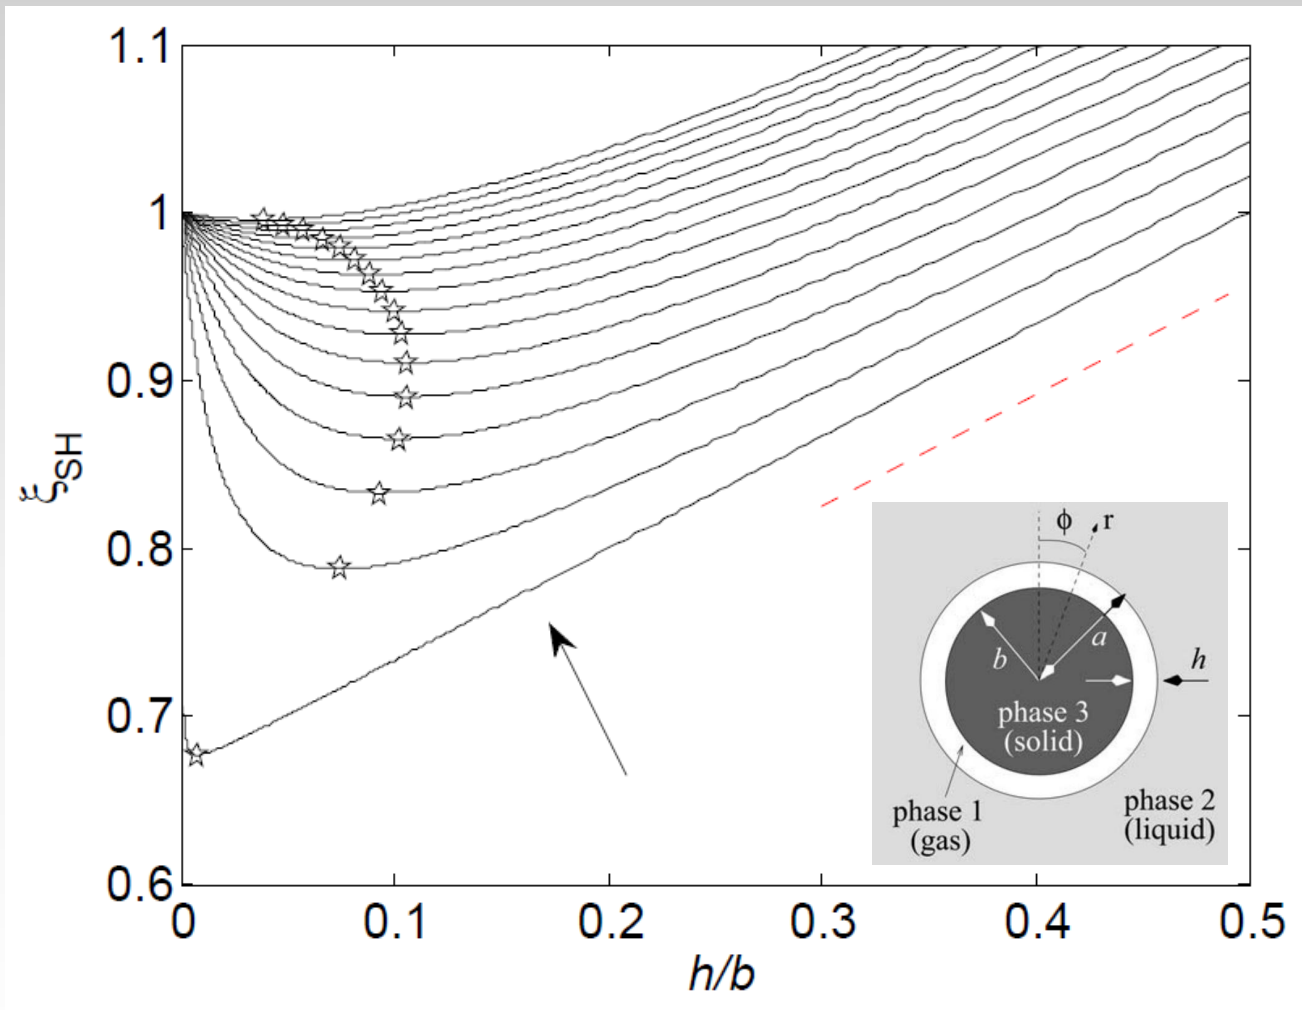 1.1
1
0.9
0.8
0.7
0.6
ξSH
0
0.1
0.2
0.3
0.4
0.5
h/b
ϕ
r
a
b
h
phase 3
(solid)
phase 1
(gas)
phase 2
(liquid)